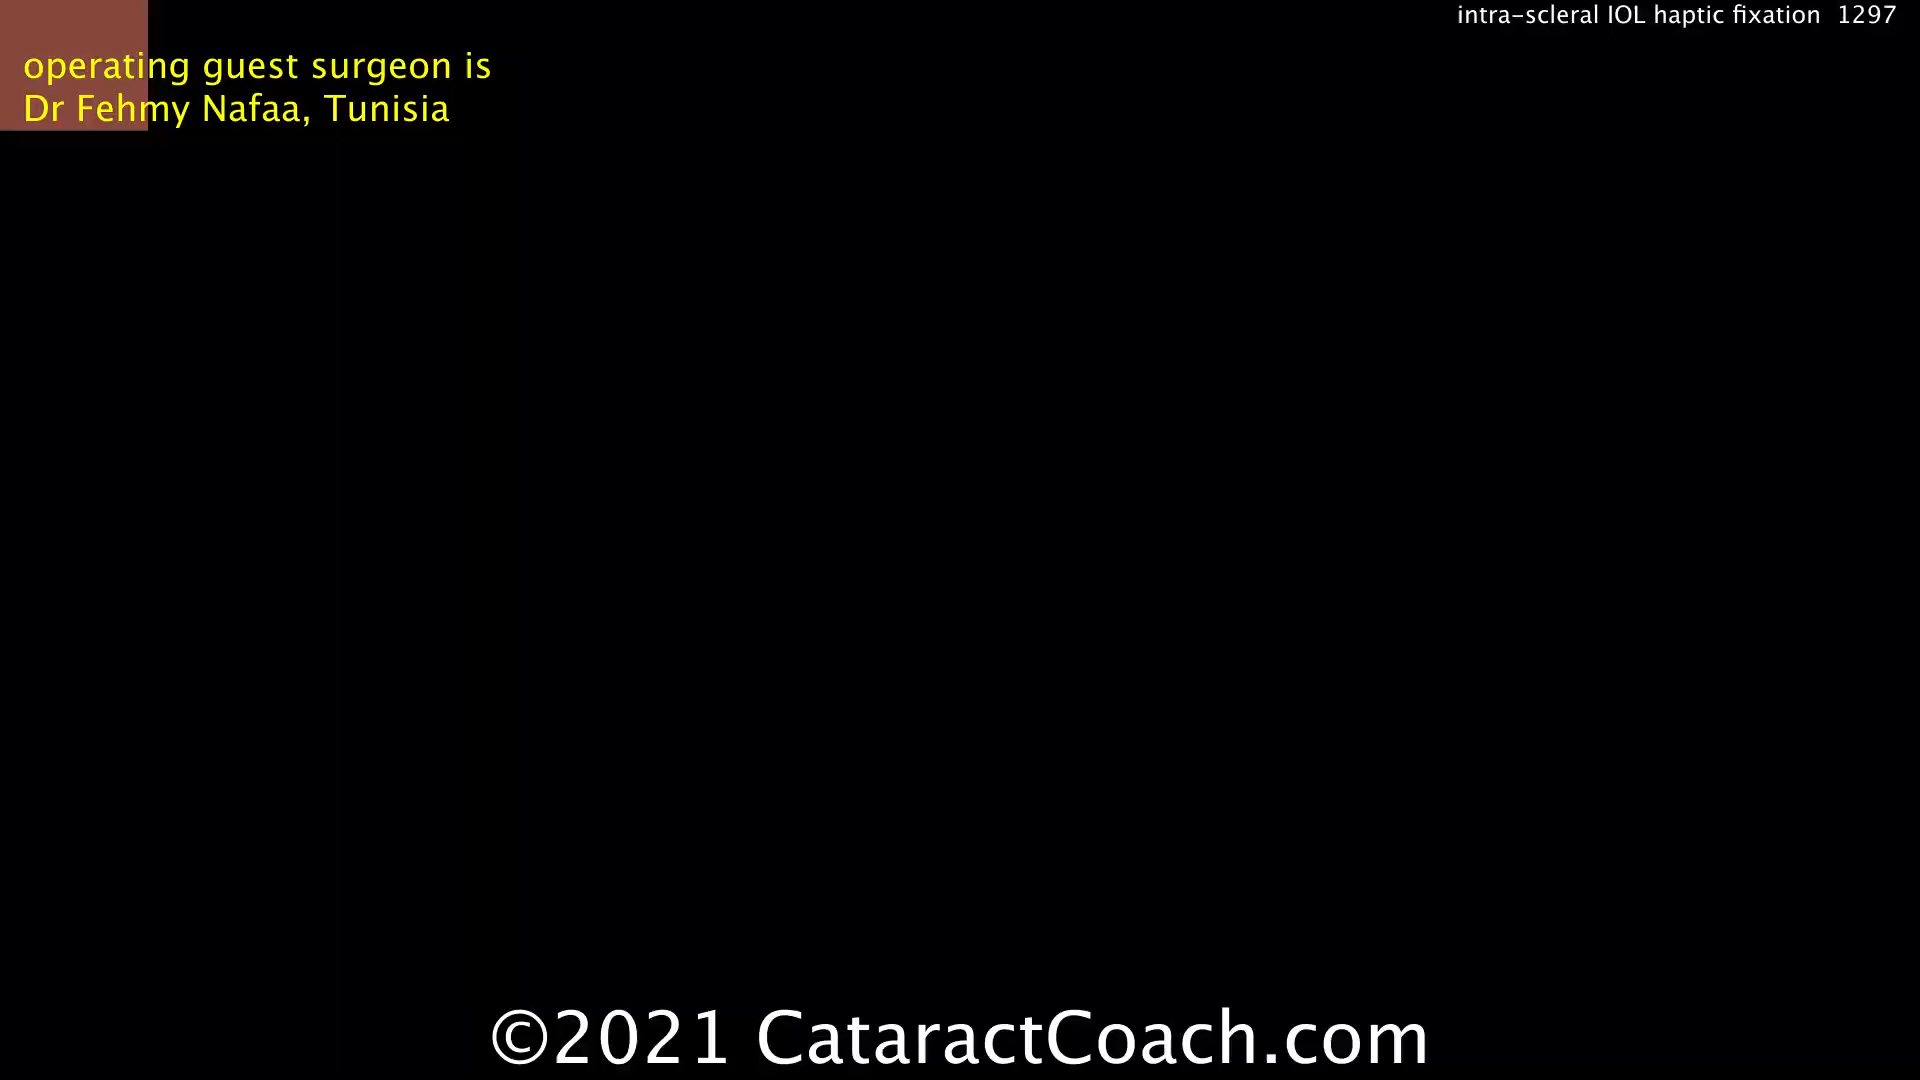 intra-scleral IOL haptic fixation 1297
operating guest surgeon is
Dr Fehmy Nafaa, Tunisia
©2021 CataractCoach.com